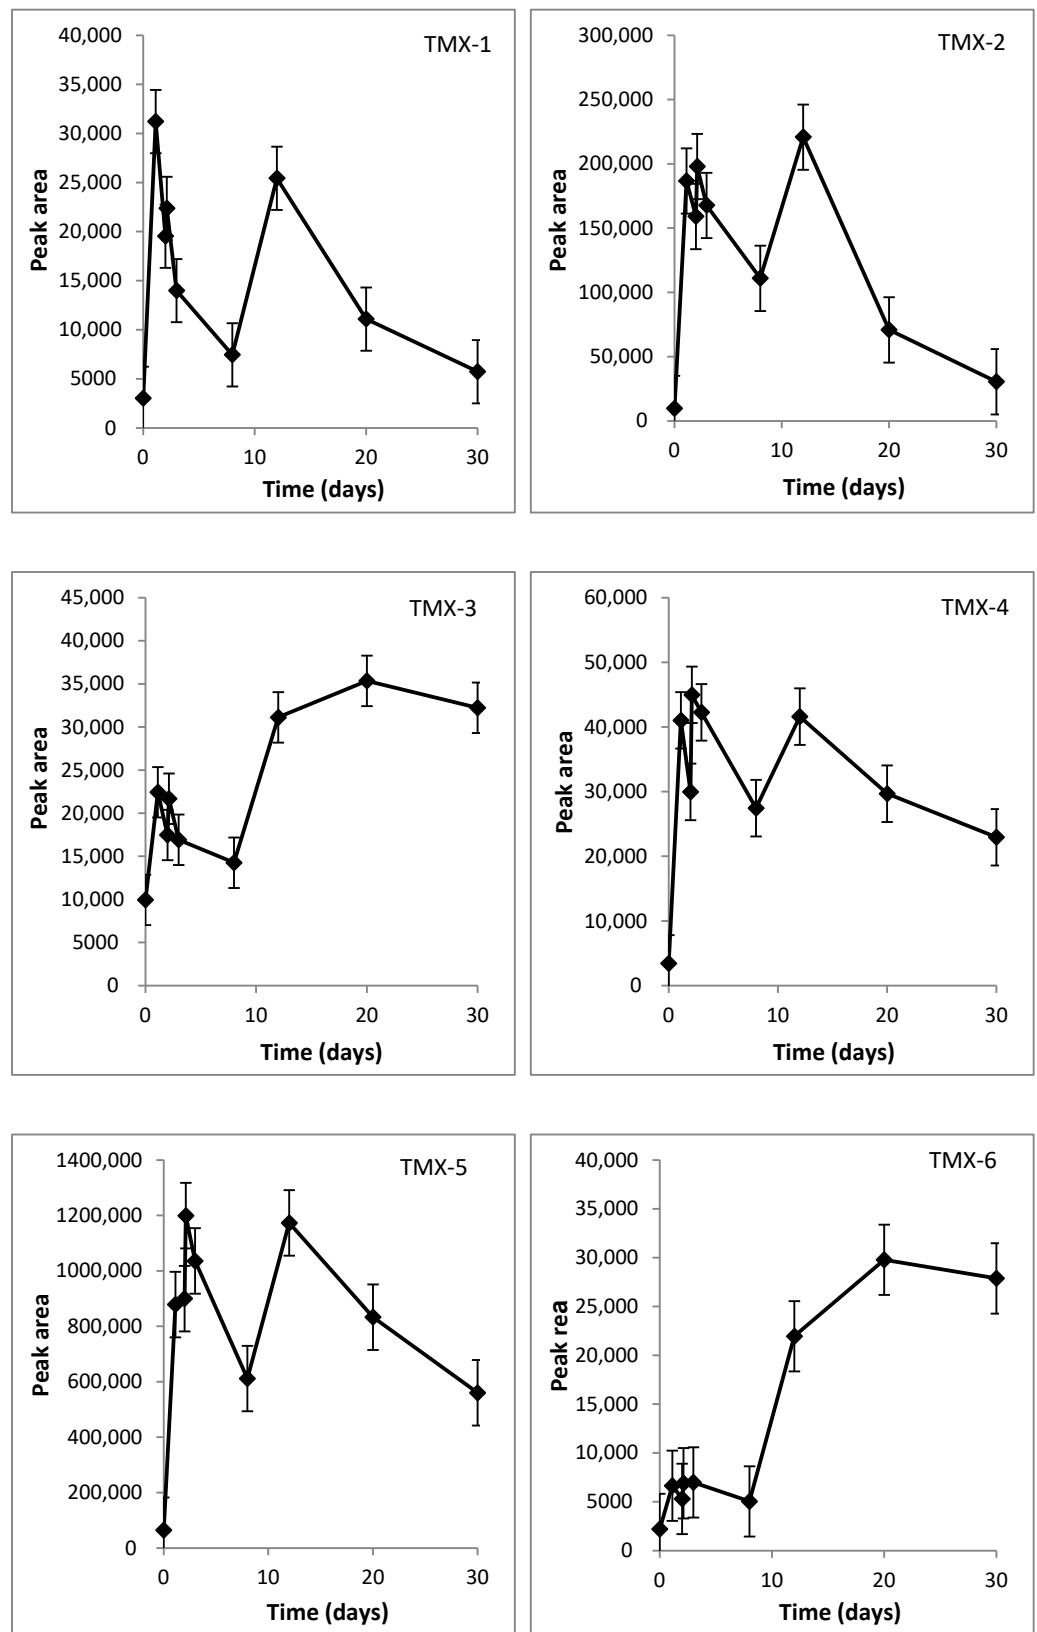 TMX-1
40,000
35,000
30,000
25,000
20,000
15,000
10,000
5000
0
Peak area
0 10 20 30
Time (days)
TMX-2
300,000
250,000
200,000
150,000
100,000
50,000
0
Peak area
0 10 20 30
Time (days)
TMX-3
45,000
40,000
35,000
30,000
25,000
20,000
15,000
10,000
5000
0
Peak area
0 10 20 30
Time (days)
TMX-4
60,000
50,000
40,000
30,000
20,000
10,000
0
Peak area
0 10 20 30
Time (days)
TMX-5
1400,000
1200,000
1000,000
800,000
600,000
400,000
200,000
0
Peak area
0 10 20 30
Time (days)
TMX-6
40,000
35,000
30,000
25,000
20,000
15,000
10,000
5000
0
Peak rea
0 10 20 30
Time (days)